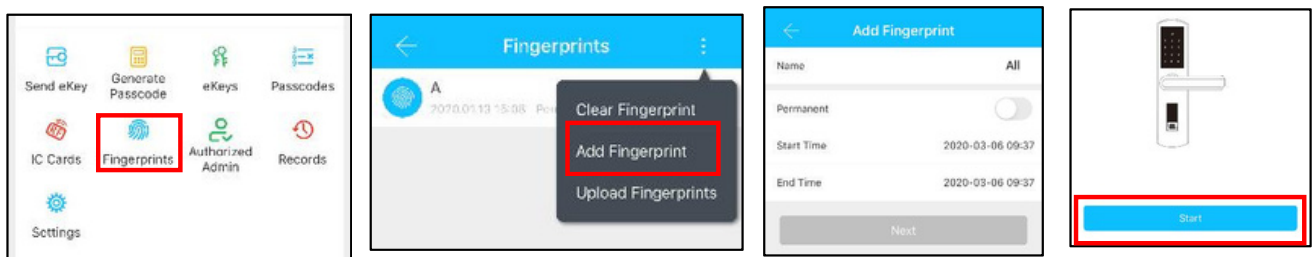 Send eKey
Generate
Passcode
eKeys
Passcodes
IC Cards
Fingerprints
Authorized
Admin
Records
Settings
Fingerprints
A
2020.01.13 15:08
Clear Fingerprint
Add Fingerprint
Upload Fingerprints
Add Fingerprint
Name All
Permanent
Start Time 2020-03-06 09:37
End Time 2020-03-06 09:37
Next
Start